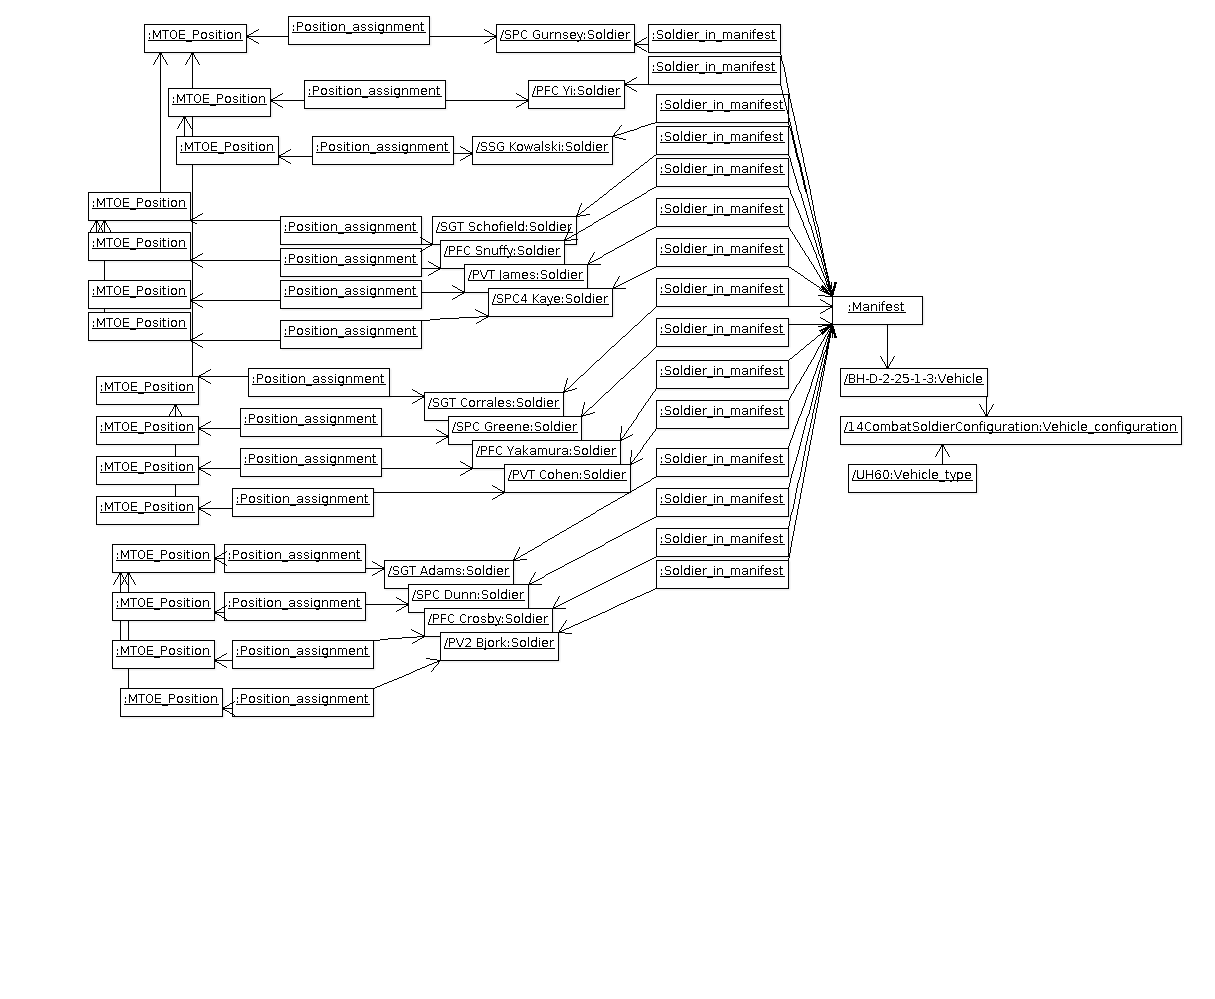 :MTOE_Position
:Position_assignment
/SPC Gurnsey:Soldier
:Soldier_in_manifest
:Soldier_in_manifest
:MTOE_Position
:Position_assignment
/PFC Yi:Soldier
:Soldier_in_manifest
:MTOE_Position
:Position_assignment
/SSG Kowalski:Soldier
:Soldier_in_manifest
:Soldier_in_manifest
:MTOE_Position
:Position_assignment
/SGT Schofield:Soldier
:Soldier_in_manifest
:MTOE_Position
:Position_assignment
/PFC Snuffy:Soldier
:Soldier_in_manifest
/PVT James:Soldier
:MTOE_Position
:Position_assignment
/SPC4 Kaye:Soldier
:Soldier_in_manifest
:Manifest
:MTOE_Position
:Position_assignment
:Soldier_in_manifest
:MTOE_Position
:Position_assignment
/SGT Corrales:Soldier
:Soldier_in_manifest
/BH-D-2-25-1-3:Vehicle
:MTOE_Position
:Position_assignment
/SPC Greene:Soldier
:Soldier_in_manifest
/14CombatSoldierConfiguration:Vehicle_configuration
:MTOE_Position
:Position_assignment
/PFC Yakamura:Soldier
:Soldier_in_manifest
/UH60:Vehicle_type
/PVT Cohen:Soldier
:MTOE_Position
:Position_assignment
:Soldier_in_manifest
:Soldier_in_manifest
:MTOE_Position
:Position_assignment
/SGT Adams:Soldier
:Soldier_in_manifest
:MTOE_Position
:Position_assignment
/SPC Dunn:Soldier
/PFC Crosby:Soldier
:MTOE_Position
:Position_assignment
/PV2 Bjork:Soldier
:MTOE_Position
:Position_assignment